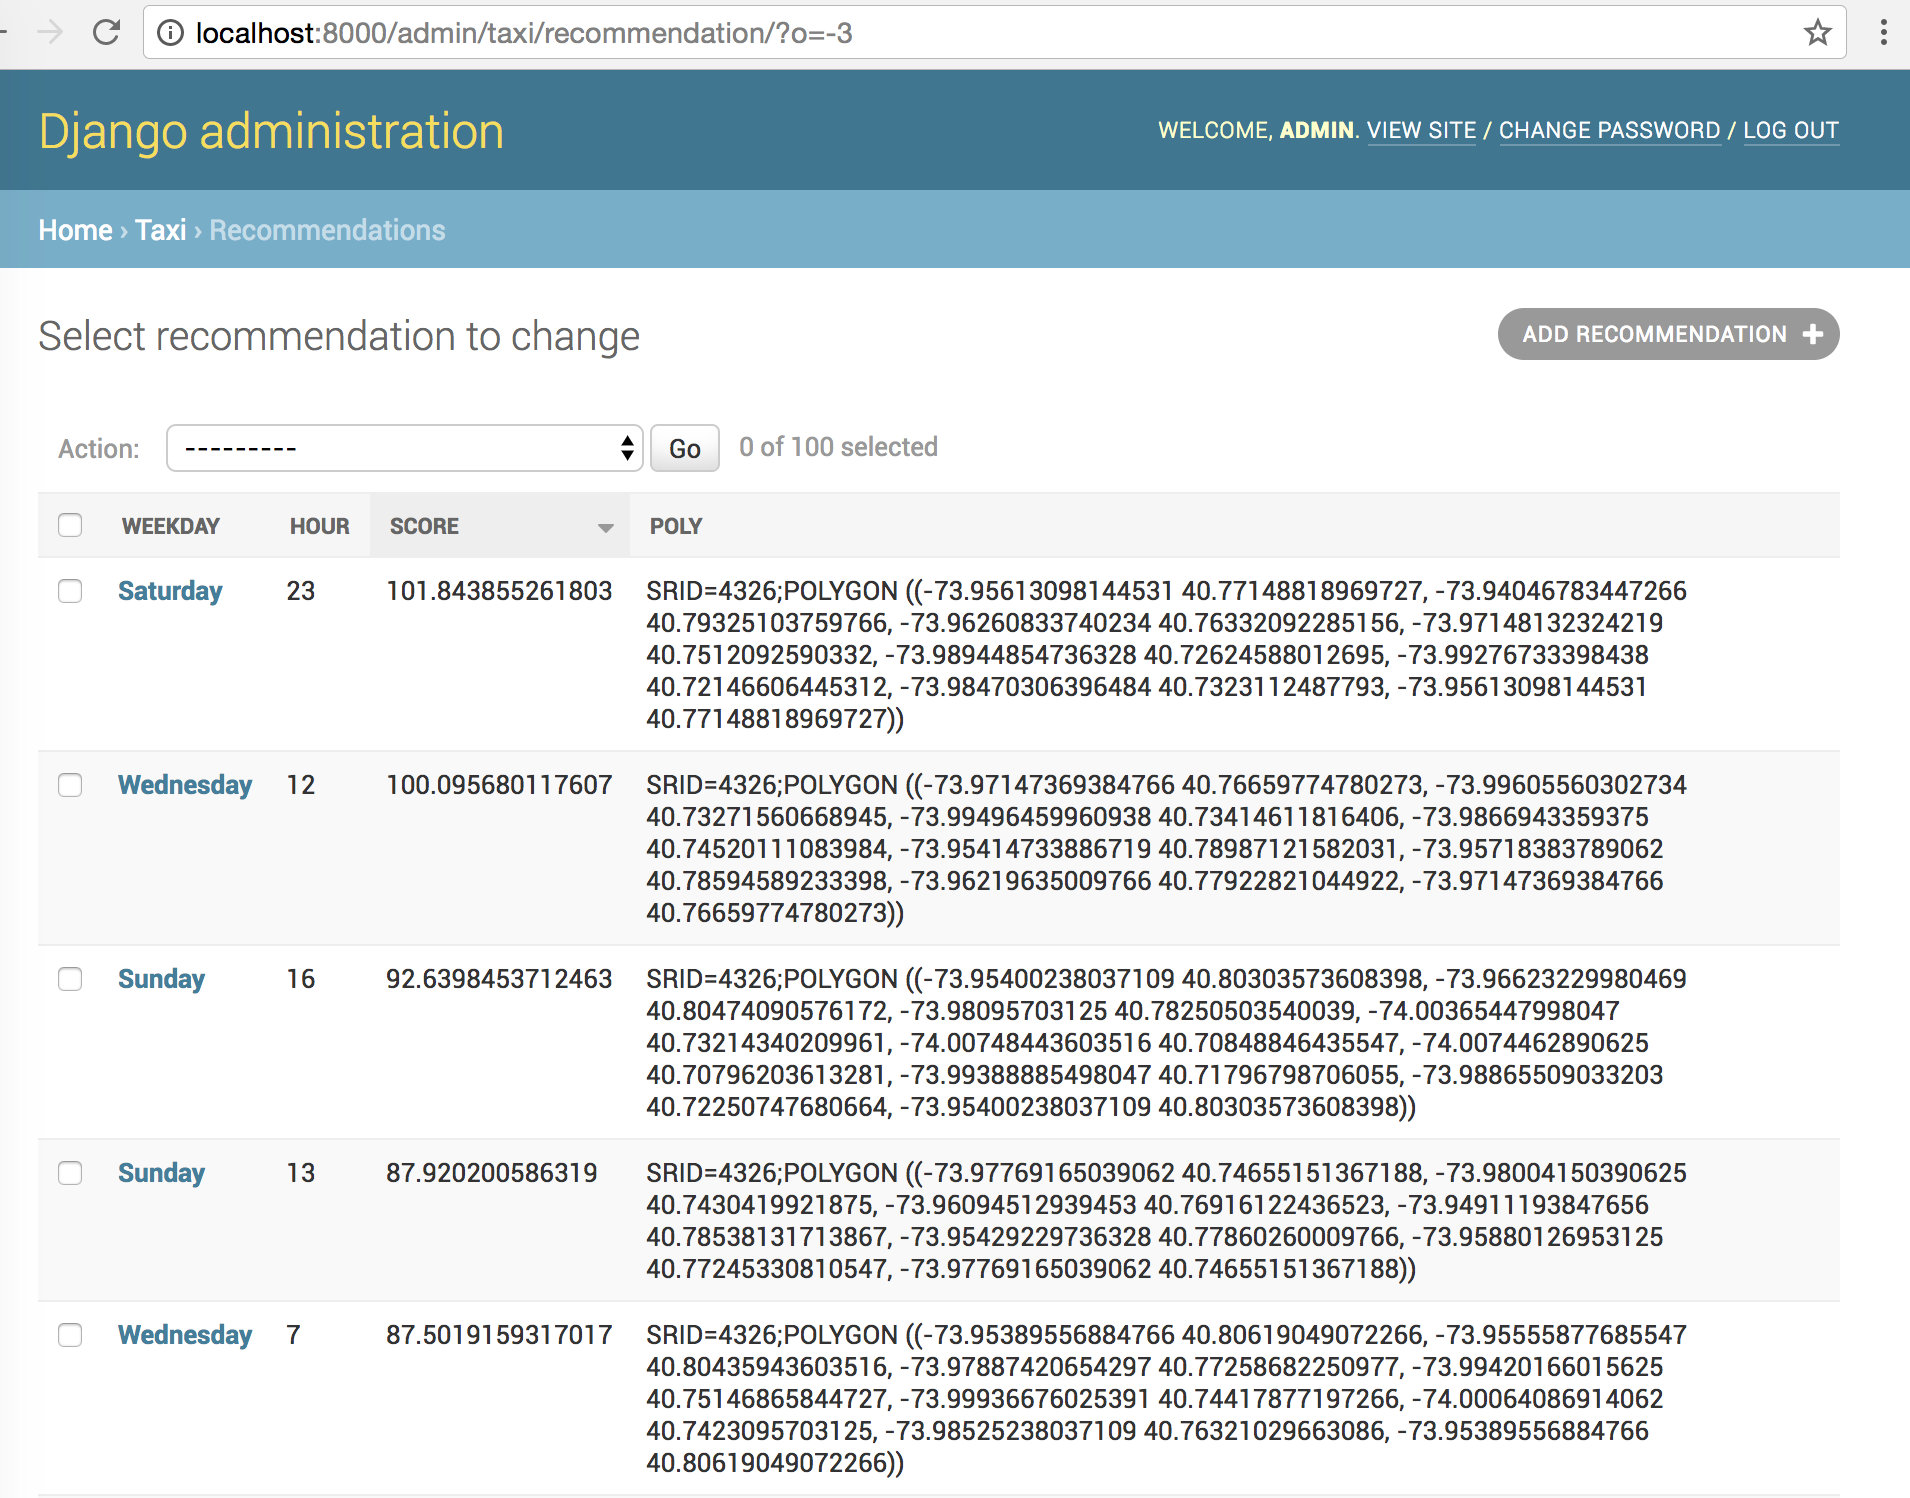 localhost:8000/admin/taxi/recommendation/?o=-3
Django administration
WELCOME, ADMIN. VIEW SITE / CHANGE PASSWORD / LOG OUT
Home › Taxi › Recommendations
Select recommendation to change
ADD RECOMMENDATION +
Action: --------- Go 0 of 100 selected
WEEKDAY HOUR SCORE POLY
Saturday 23 101.843855261803 SRID=4326;POLYGON ((-73.95613098144531 40.77148818969727, -73.94046783447266
40.79325103759766, -73.96260833740234 40.76332092285156, -73.97148132324219
40.7512092590332, -73.98944854736328 40.72624588012695, -73.99276733398438
40.72146606445312, -73.98470306396484 40.7323112487793, -73.95613098144531
40.77148818969727))
Wednesday 12 100.095680117607 SRID=4326;POLYGON ((-73.97147369384766 40.76659774780273, -73.99605560302734
40.73271560668945, -73.99496459960938 40.73414611816406, -73.9866943359375
40.74520111083984, -73.95414733886719 40.78987121582031, -73.95718383789062
40.78594589233398, -73.96219635009766 40.77922821044922, -73.97147369384766
40.76659774780273))
Sunday 16 92.6398453712463 SRID=4326;POLYGON ((-73.95400238037109 40.80303573608398, -73.96623229980469
40.80474090576172, -73.98095703125 40.78250503540039, -74.00365447998047
40.73214340209961, -74.00748443603516 40.70848846435547, -74.0074462890625
40.70796203613281, -73.99388885498047 40.71796798706055, -73.98865509033203
40.72250747680664, -73.95400238037109 40.80303573608398))
Sunday 13 87.920200586319 SRID=4326;POLYGON ((-73.97769165039062 40.74655151367188, -73.98004150390625
40.7430419921875, -73.96094512939453 40.76916122436523, -73.94911193847656
40.78538131713867, -73.95429229736328 40.77860260009766, -73.95880126953125
40.77245330810547, -73.97769165039062 40.74655151367188))
Wednesday 7 87.5019159317017 SRID=4326;POLYGON ((-73.95389556884766 40.80619049072266, -73.95555877685547
40.80435943603516, -73.97887420654297 40.77258682250977, -73.99420166015625
40.75146865844727, -73.99936676025391 40.74417877197266, -74.00064086914062
40.7423095703125, -73.98525238037109 40.76321029663086, -73.95389556884766
40.80619049072266))